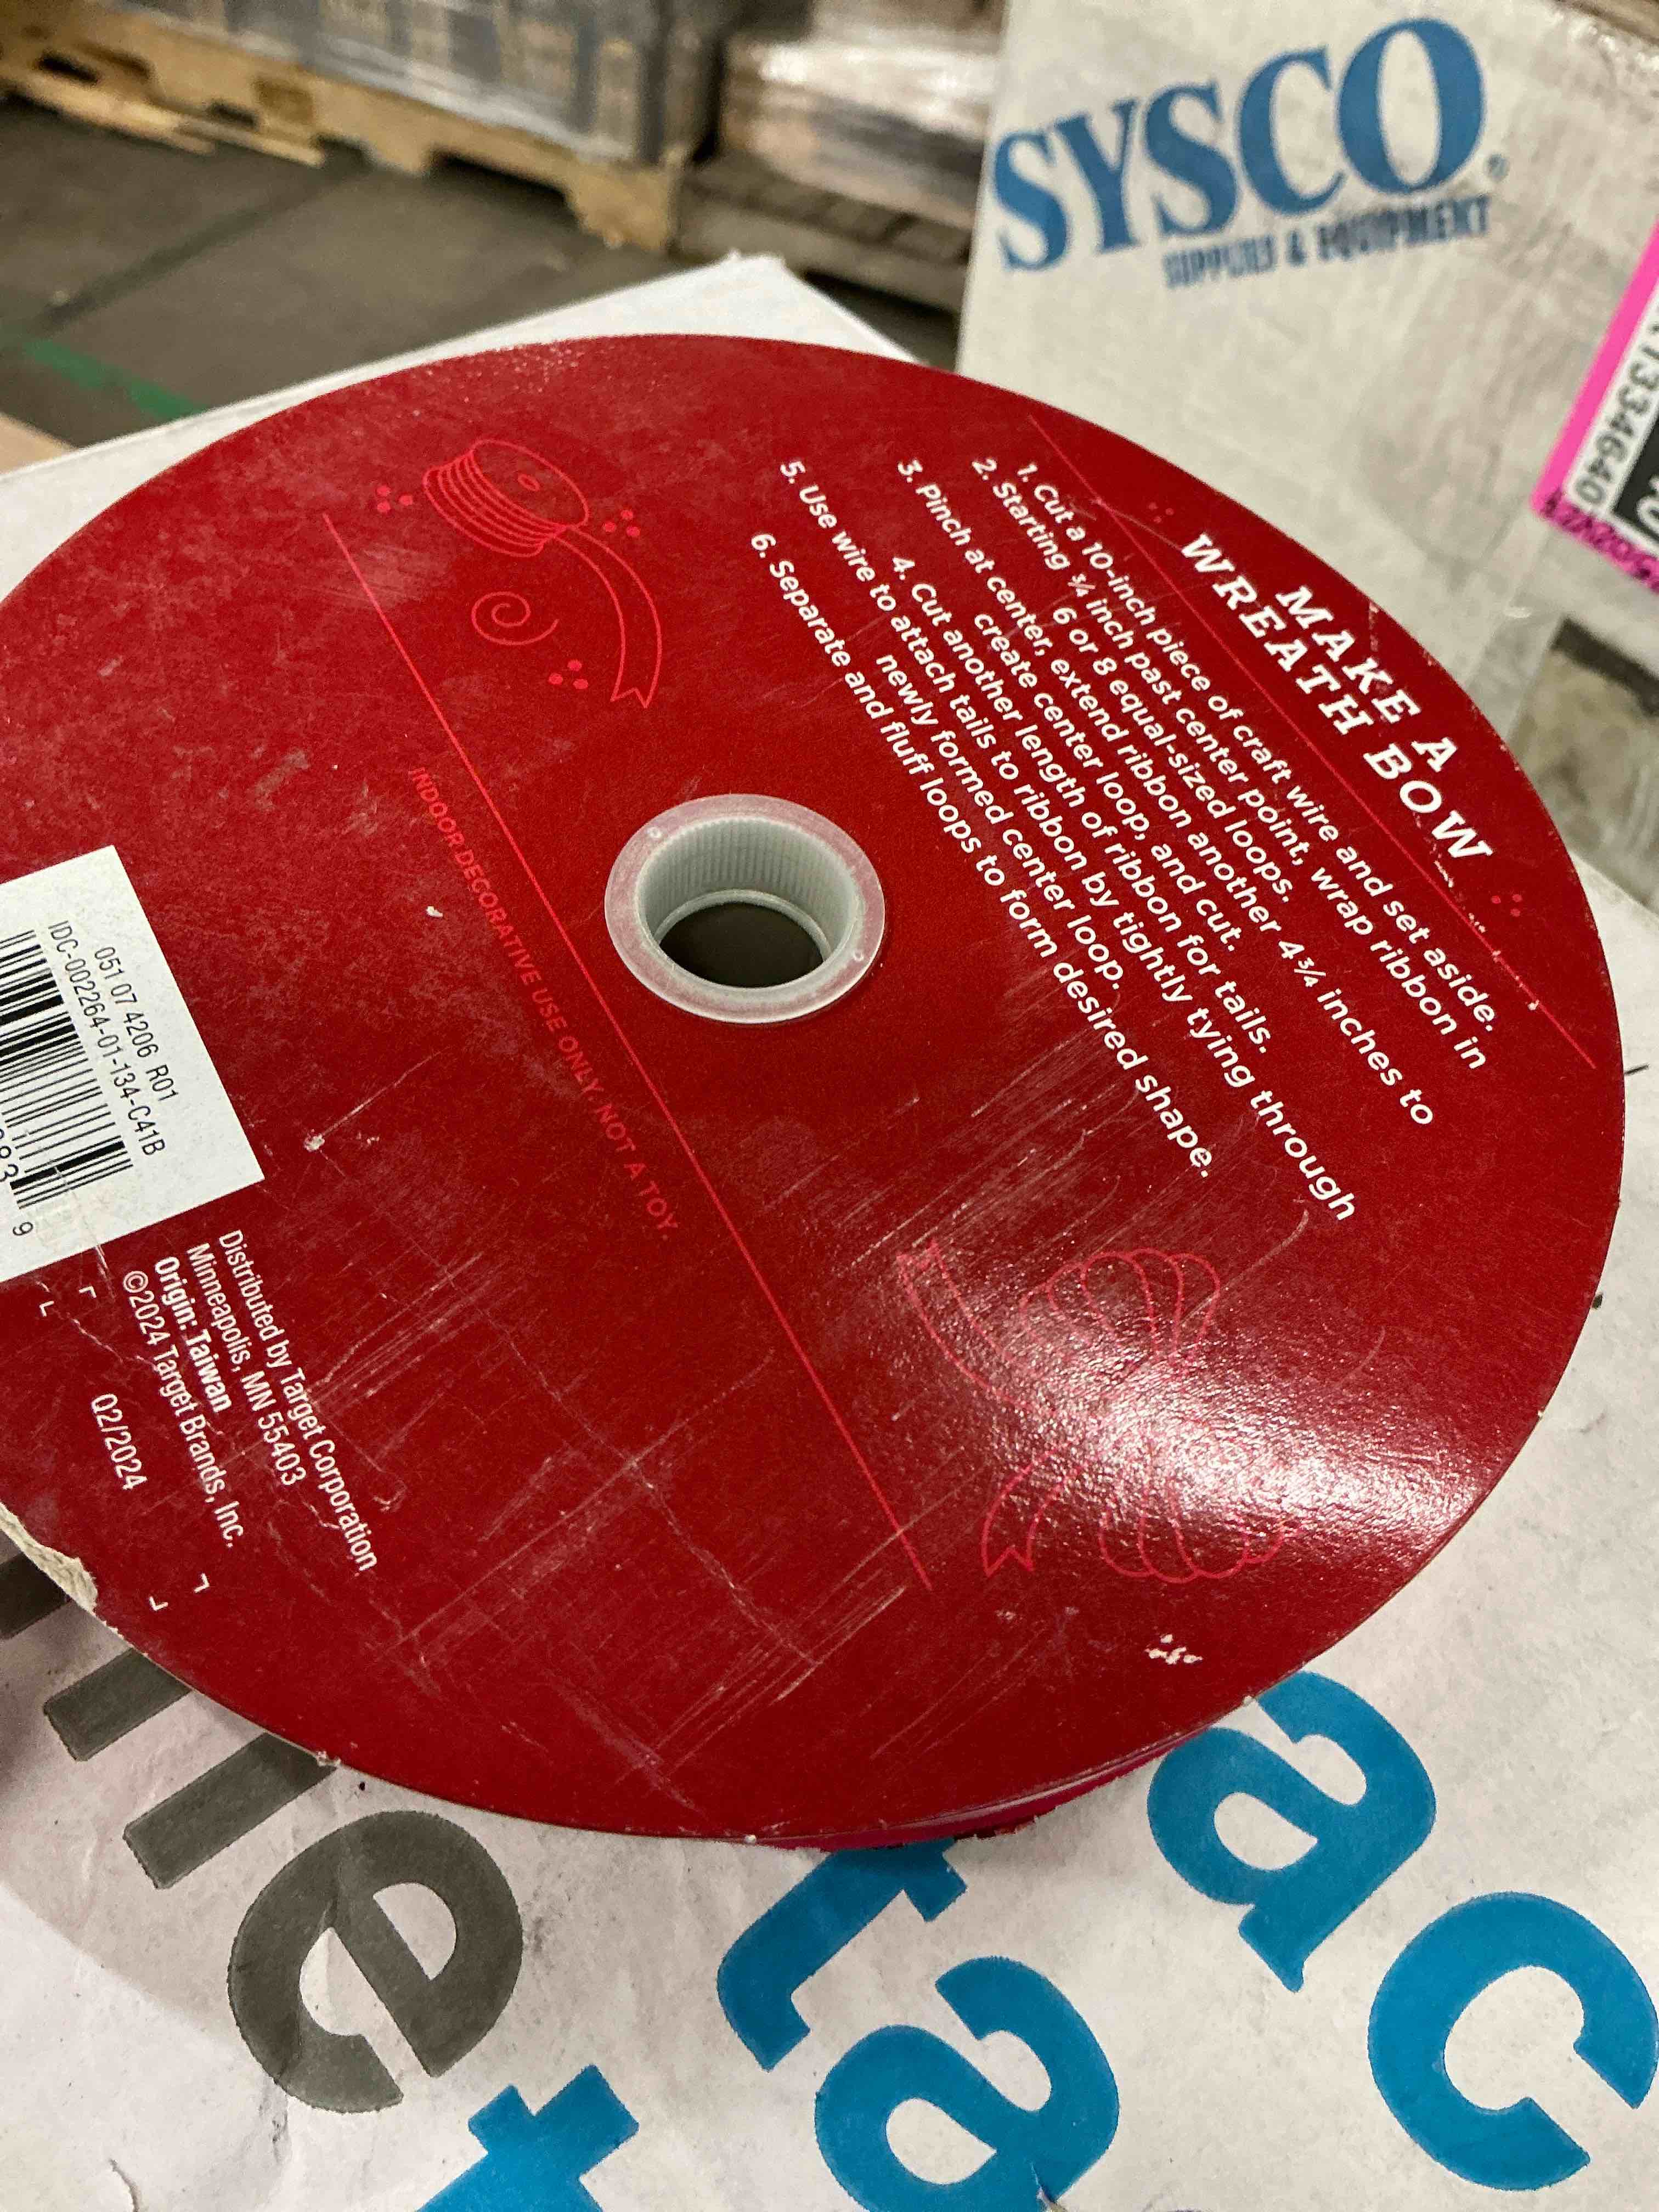 SYSCO®
SUPPLIES & EQUIPMENT
1334640
MAKE A
WREATH BOW
1. Cut a 10-inch piece of craft wire and set aside.
2. Starting ¾ inch past center point, wrap ribbon in
6 or 8 equal-sized loops.
3. Pinch at center, extend ribbon another 4¾ inches to
create center loop, and cut.
4. Cut another length of ribbon for tails.
5. Use wire to attach tails to ribbon by tightly tying through
newly formed center loop.
6. Separate and fluff loops to form desired shape.
INDOOR DECORATIVE USE ONLY. NOT A TOY.
051 07 4206 R01
IDC-002264-01-134-C41B
9
Distributed by Target Corporation
Minneapolis, MN 55403
Origin: Taiwan
©2024 Target Brands, Inc.
Q2/2024